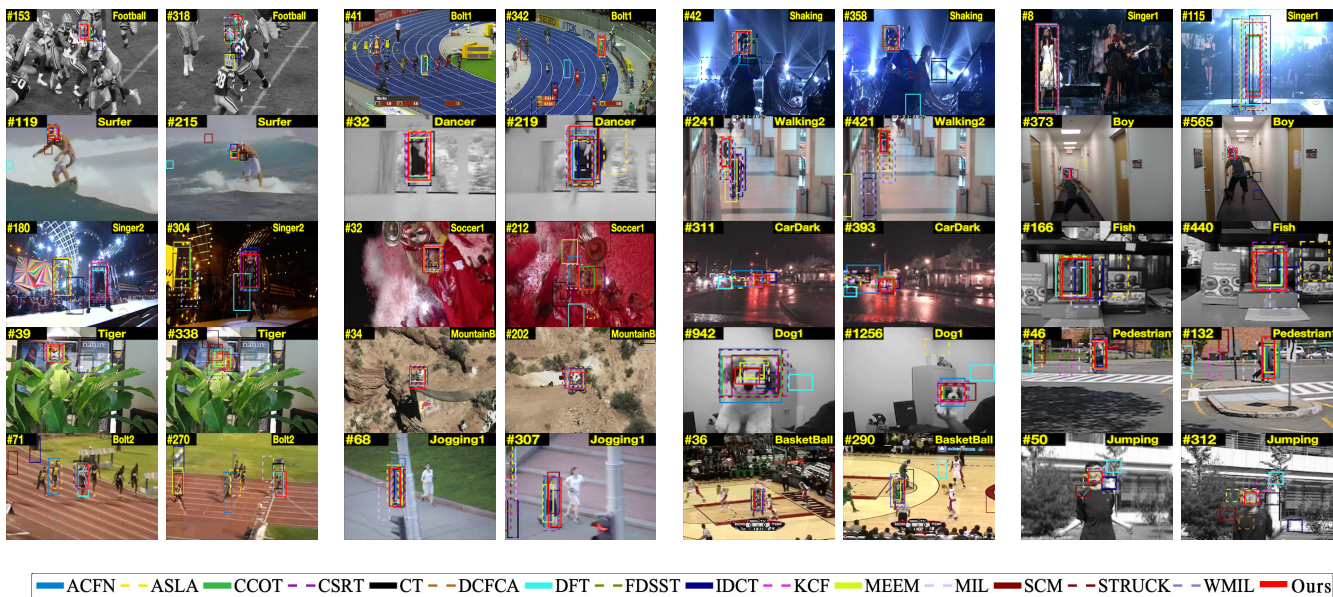 #153 Football #318 Football #41 Bolt1 #342 Bolt1 #42 Shaking #358 Shaking #8 Singer1 #115 Singer1
#119 Surfer #215 Surfer #32 Dancer #219 Dancer #241 Walking2 #421 Walking2 #373 Boy #565 Boy
#180 Singer2 #304 Singer2 #32 Soccer1 #212 Soccer1 #311 CarDark #393 CarDark #166 Fish #440 Fish
#39 Tiger #338 Tiger #34 MountainB #202 MountainB #942 Dog1 #1256 Dog1 #46 Pedestrian #132 Pedestrian
#71 Bolt2 #270 Bolt2 #68 Jogging1 #307 Jogging1 #36 BasketBall #290 BasketBall #50 Jumping #312 Jumping
ACFN ASLA CCOT CSRT CT DCFCA DFT FDSST IDCT KCF MEEM MIL SCM STRUCK WMIL Ours